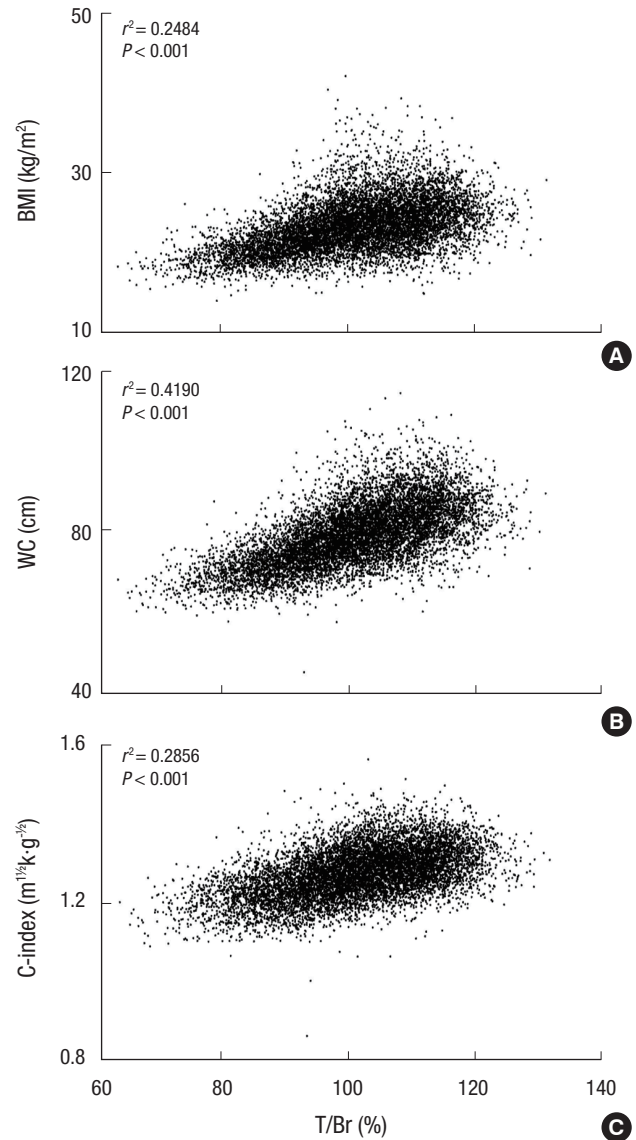 50
r² = 0.2484
P < 0.001
BMI (kg/m²)
30
10
A
120
r² = 0.4190
P < 0.001
WC (cm)
80
40
B
1.6
r² = 0.2856
P < 0.001
C-index (m¹½k·g⁻½)
1.2
0.8
60 80 100 120 140
T/Br (%)
C